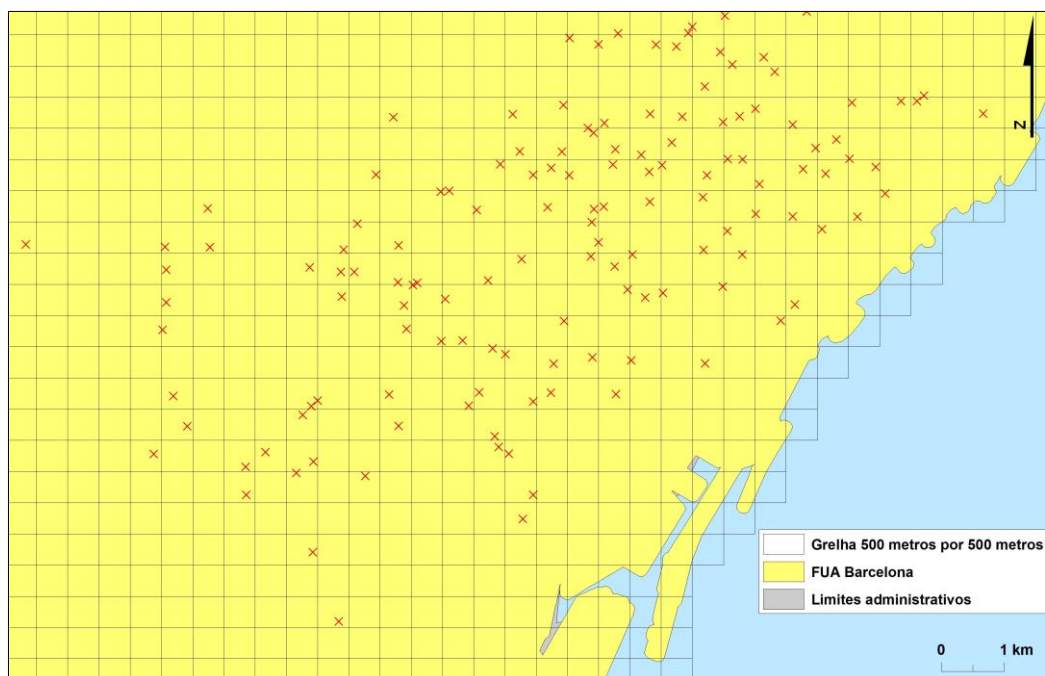 N
Grelha 500 metros por 500 metros
FUA Barcelona
Limites administrativos
0 1 km